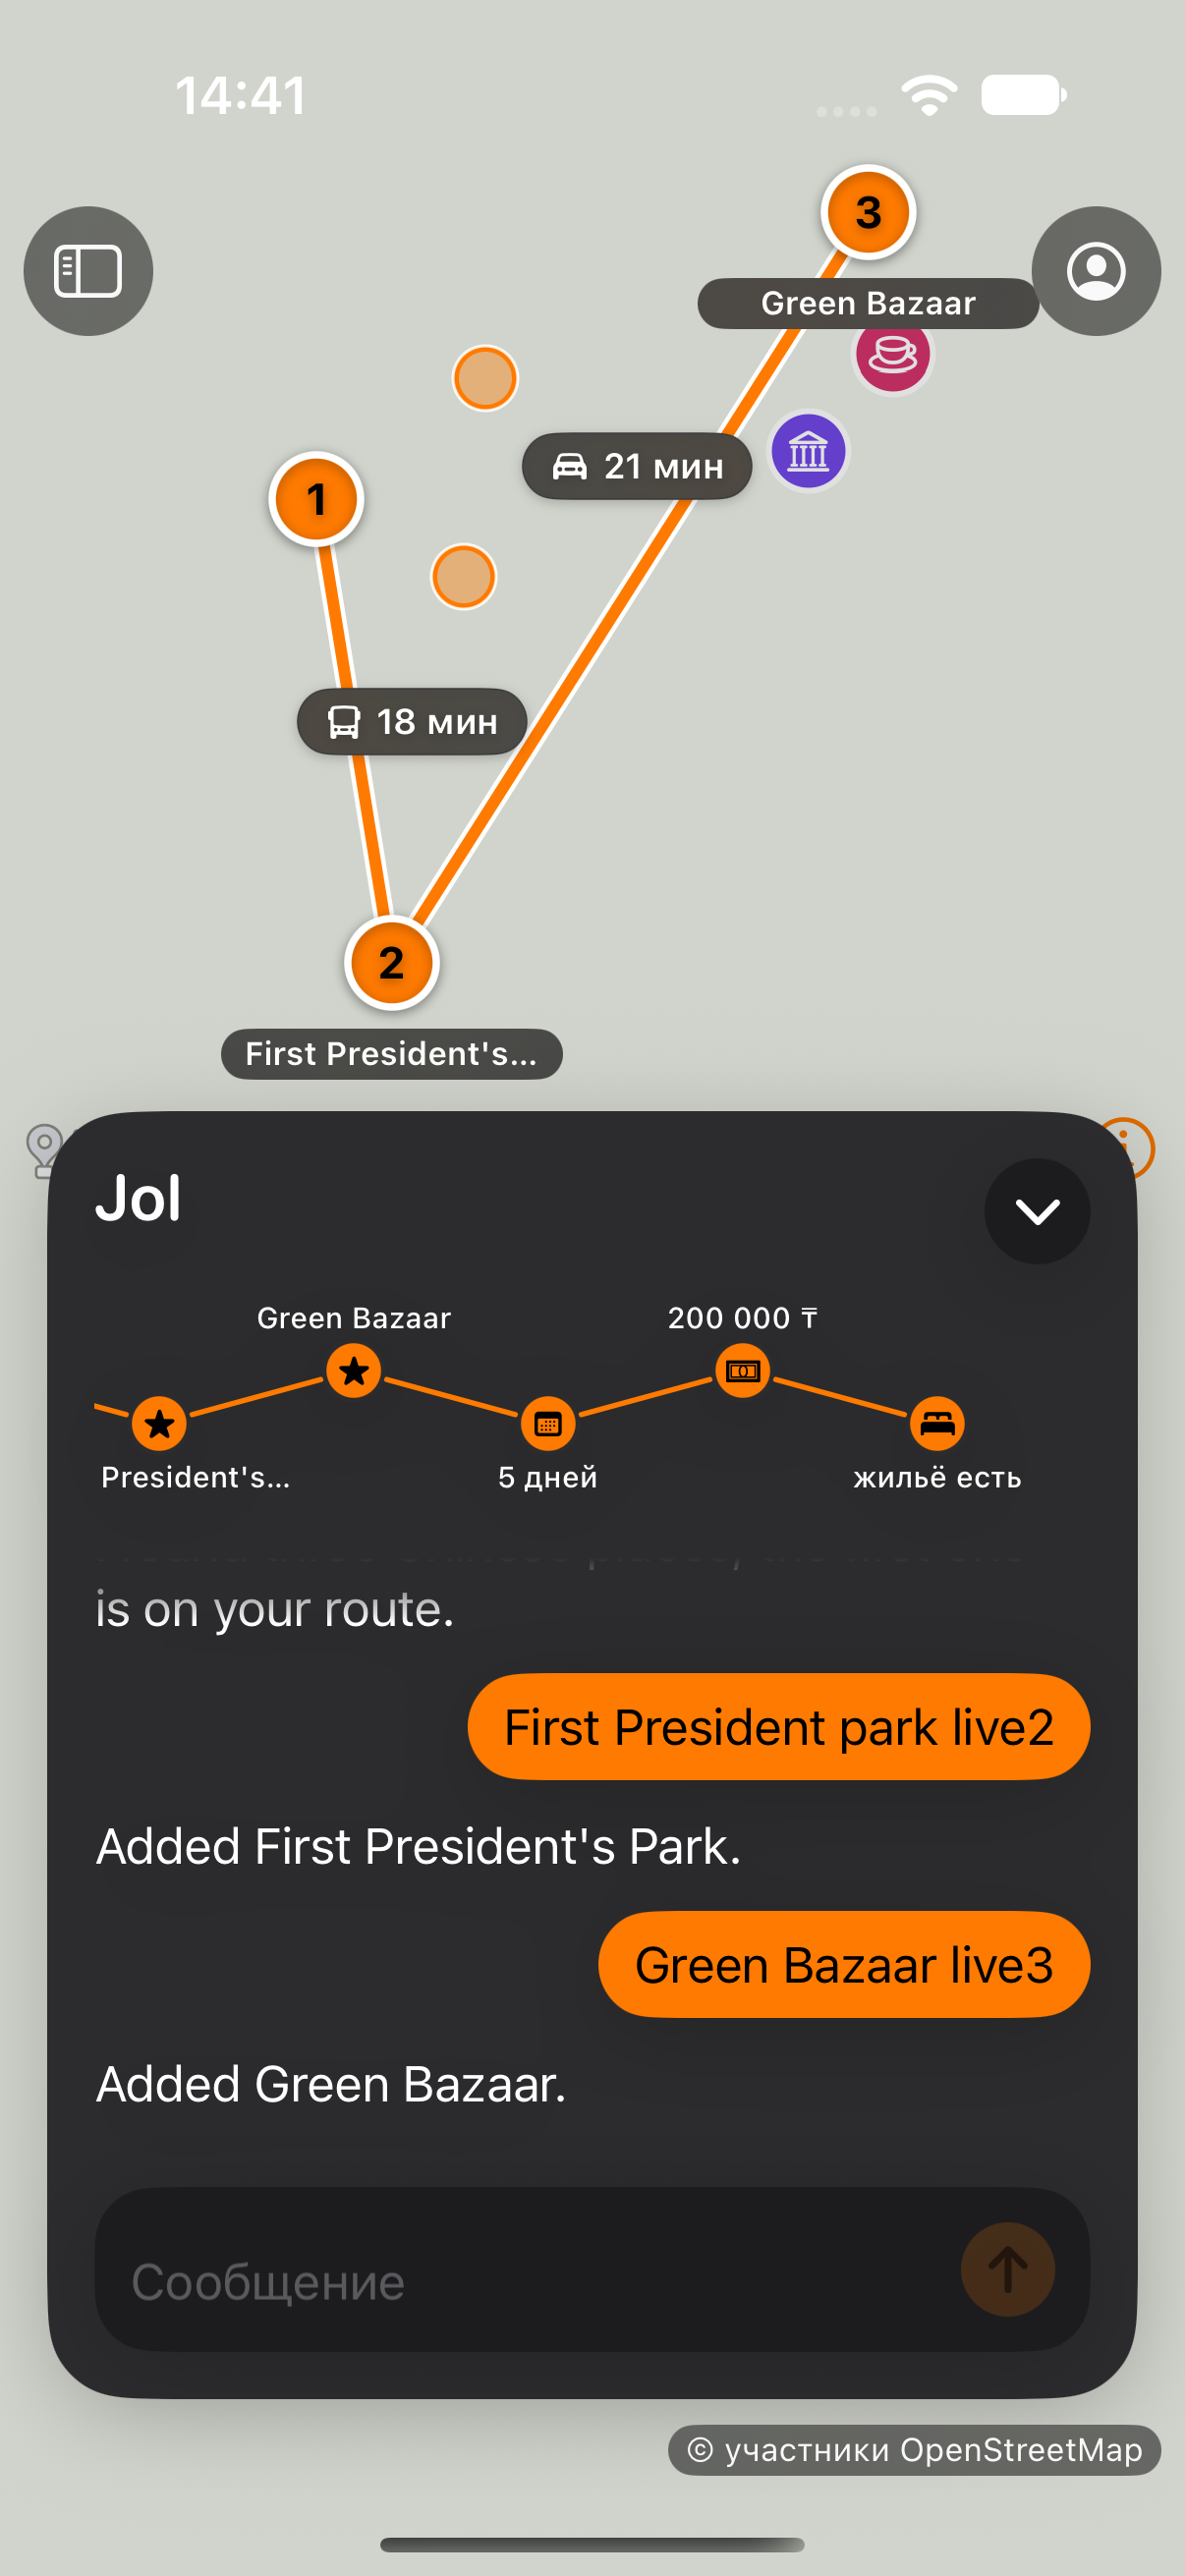 14:41
3
Green Bazaar
21 мин
1
18 мин
2
First President's...
Jol
Green Bazaar
200 000 ₸
President's...
5 дней
жильё есть
is on your route.
First President park live2
Added First President's Park.
Green Bazaar live3
Added Green Bazaar.
Сообщение
© участники OpenStreetMap